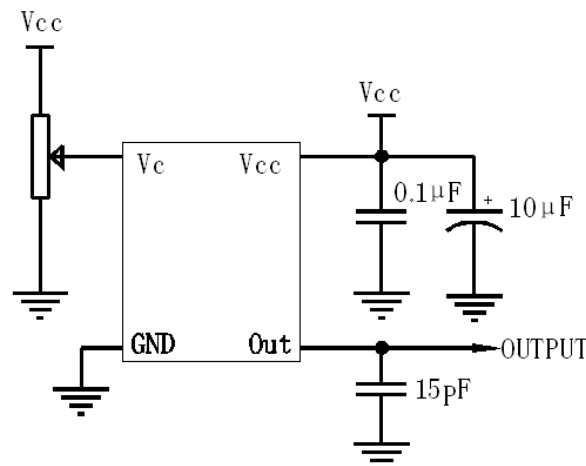 Vcc
Vcc
Vc
Vcc
0.1μF
+
10μF
GND
Out
OUTPUT
15pF